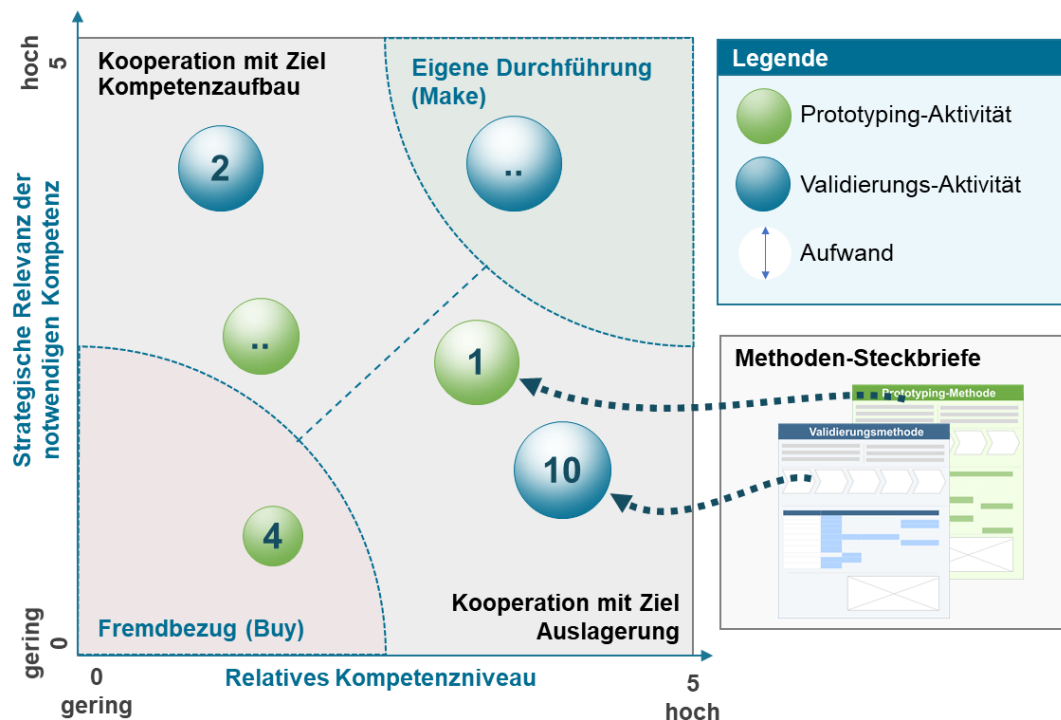 hoch
5
Strategische Relevanz der
notwendigen Kompetenz
0
gering
Kooperation mit Ziel
Kompetenzaufbau
Eigene Durchführung
(Make)
2
..
..
1
10
4
Kooperation mit Ziel
Auslagerung
Fremdbezug (Buy)
0
gering
Relatives Kompetenzniveau
5
hoch
Legende
Prototyping-Aktivität
Validierungs-Aktivität
Aufwand
Methoden-Steckbriefe
Prototyping-Methode
Validierungsmethode